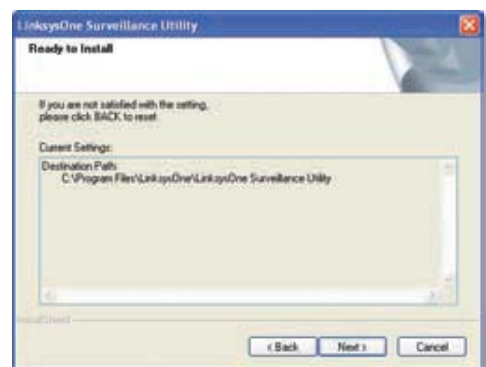 LinksysOne Surveillance Utility
Ready to Install
If you are not satisfied with the setting,
please click BACK to reset.
Current Settings:
Destination Path:
C:\Program Files\LinksysOne\LinksysOne Surveillance Utility
InstallShield
< Back
Next >
Cancel